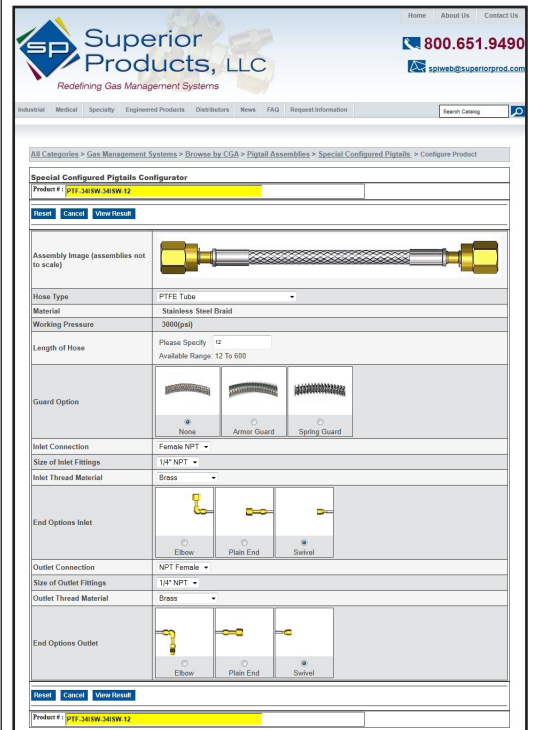 Home About Us Contact Us
SP Superior
Products, LLC
Redefining Gas Management Systems
800.651.9490
spiweb@superiorprod.com
Industrial Medical Specialty Engineered Products Distributors News FAQ Request Information Search Catalog
All Categories > Gas Management Systems > Browse by CGA > Pigtail Assemblies > Special Configured Pigtails > Configure Product
Special Configured Pigtails Configurator
Product # : PTF-34ISW-34ISW-12
Reset Cancel View Result
Assembly Image (assemblies not
to scale)
Hose Type PTFE Tube
Material Stainless Steel Braid
Working Pressure 3000(psi)
Length of Hose Please Specify 12
Available Range: 12 To 600
Guard Option
None Armor Guard Spring Guard
Inlet Connection Female NPT
Size of Inlet Fittings 1/4" NPT
Inlet Thread Material Brass
End Options Inlet
Elbow Plain End Swivel
Outlet Connection NPT Female
Size of Outlet Fittings 1/4" NPT
Outlet Thread Material Brass
End Options Outlet
Elbow Plain End Swivel
Reset Cancel View Result
Product # : PTF-34ISW-34ISW-12